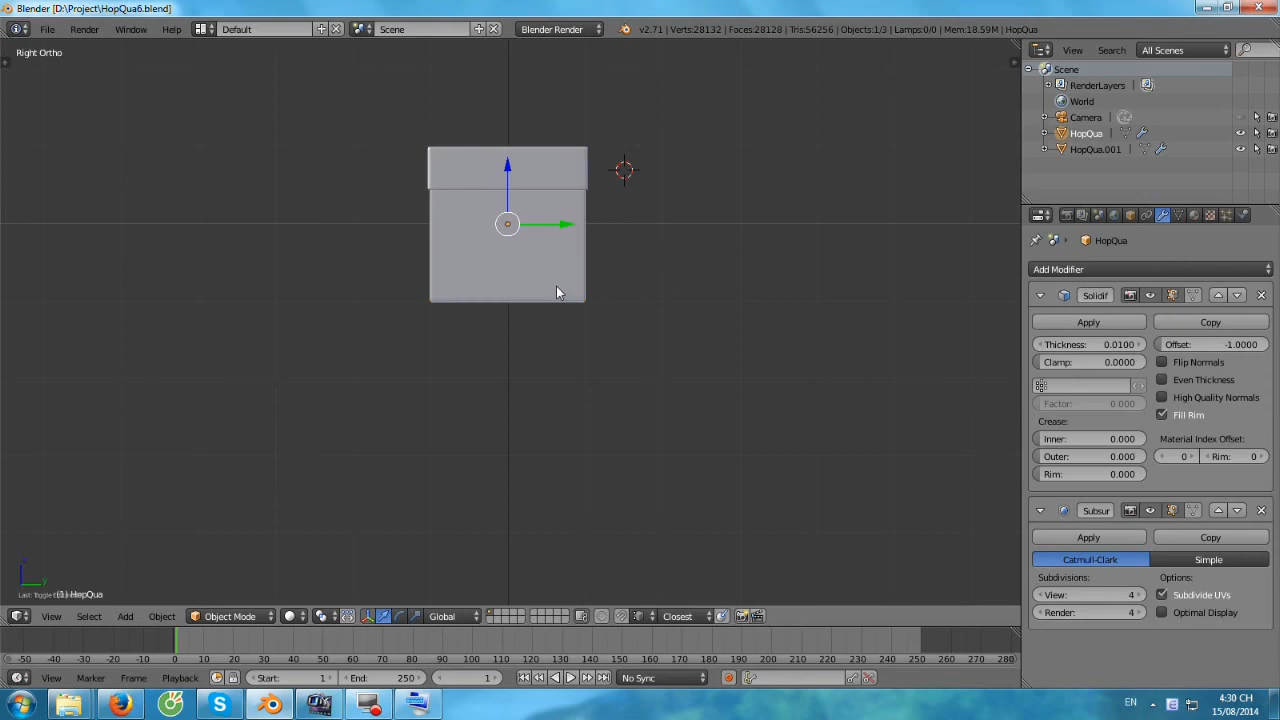 Blender [D:\Project\HopQua6.blend]
File Render Window Help Default Scene Blender Render v2.71 | Verts:28132 | Faces:28128 | Tris:56256 | Objects:1/3 | Lamps:0/0 | Mem:18.59M | HopQua
Right Ortho
View Search All Scenes
Scene
RenderLayers
World
Camera
HopQua
HopQua.001
HopQua
Add Modifier
Solidif
Apply Copy
Thickness: 0.0100 Offset: -1.0000
Clamp: 0.0000 Flip Normals
Even Thickness
High Quality Normals
Factor: 0.000
Fill Rim
Crease:
Inner: 0.000 Material Index Offset:
Outer: 0.000 0 Rim: 0
Rim: 0.000
Subsur
Apply Copy
Catmull-Clark Simple
Subdivisions: Options:
View: 4 Subdivide UVs
Render: 4 Optimal Display
z
y
(1) HopQua
View Select Add Object Object Mode Global Closest
-50 -40 -30 -20 -10 0 10 20 30 40 50 60 70 80 90 100 110 120 130 140 150 160 170 180 190 200 210 220 230 240 250 260 270 280
View Marker Frame Playback Start: 1 End: 250 1 No Sync
EN 4:30 CH
15/08/2014